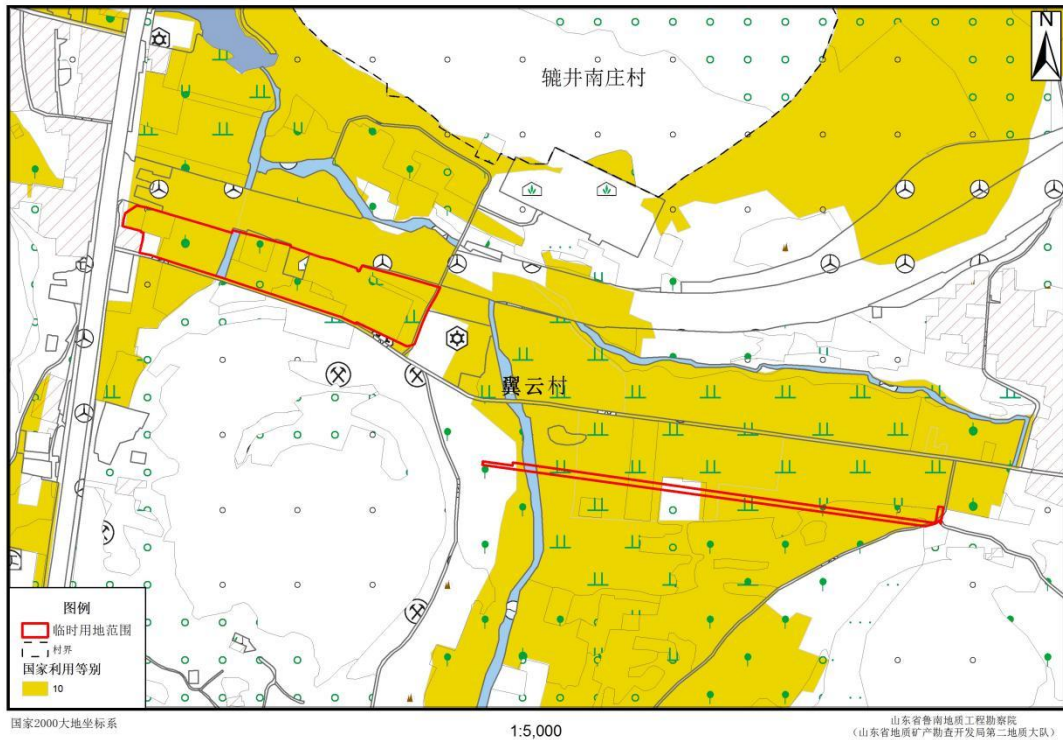 N
辘井南庄村
翼云村
图例
临时用地范围
村界
国家利用等别
10
国家2000大地坐标系
1:5,000
山东省鲁南地质工程勘察院
(山东省地质矿产勘查开发局第二地质大队)